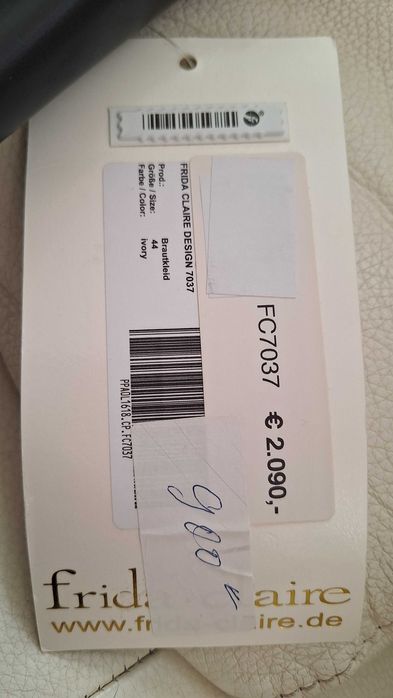 FRIDA CLAIRE DESIGN 7037
Prod.: Brautkleid
Größe / Size: 44
Farbe / Color: ivory
PPAOL1618.CP.FC7037
FC7037 € 2.090,-
900
frida claire
www.frida-claire.de